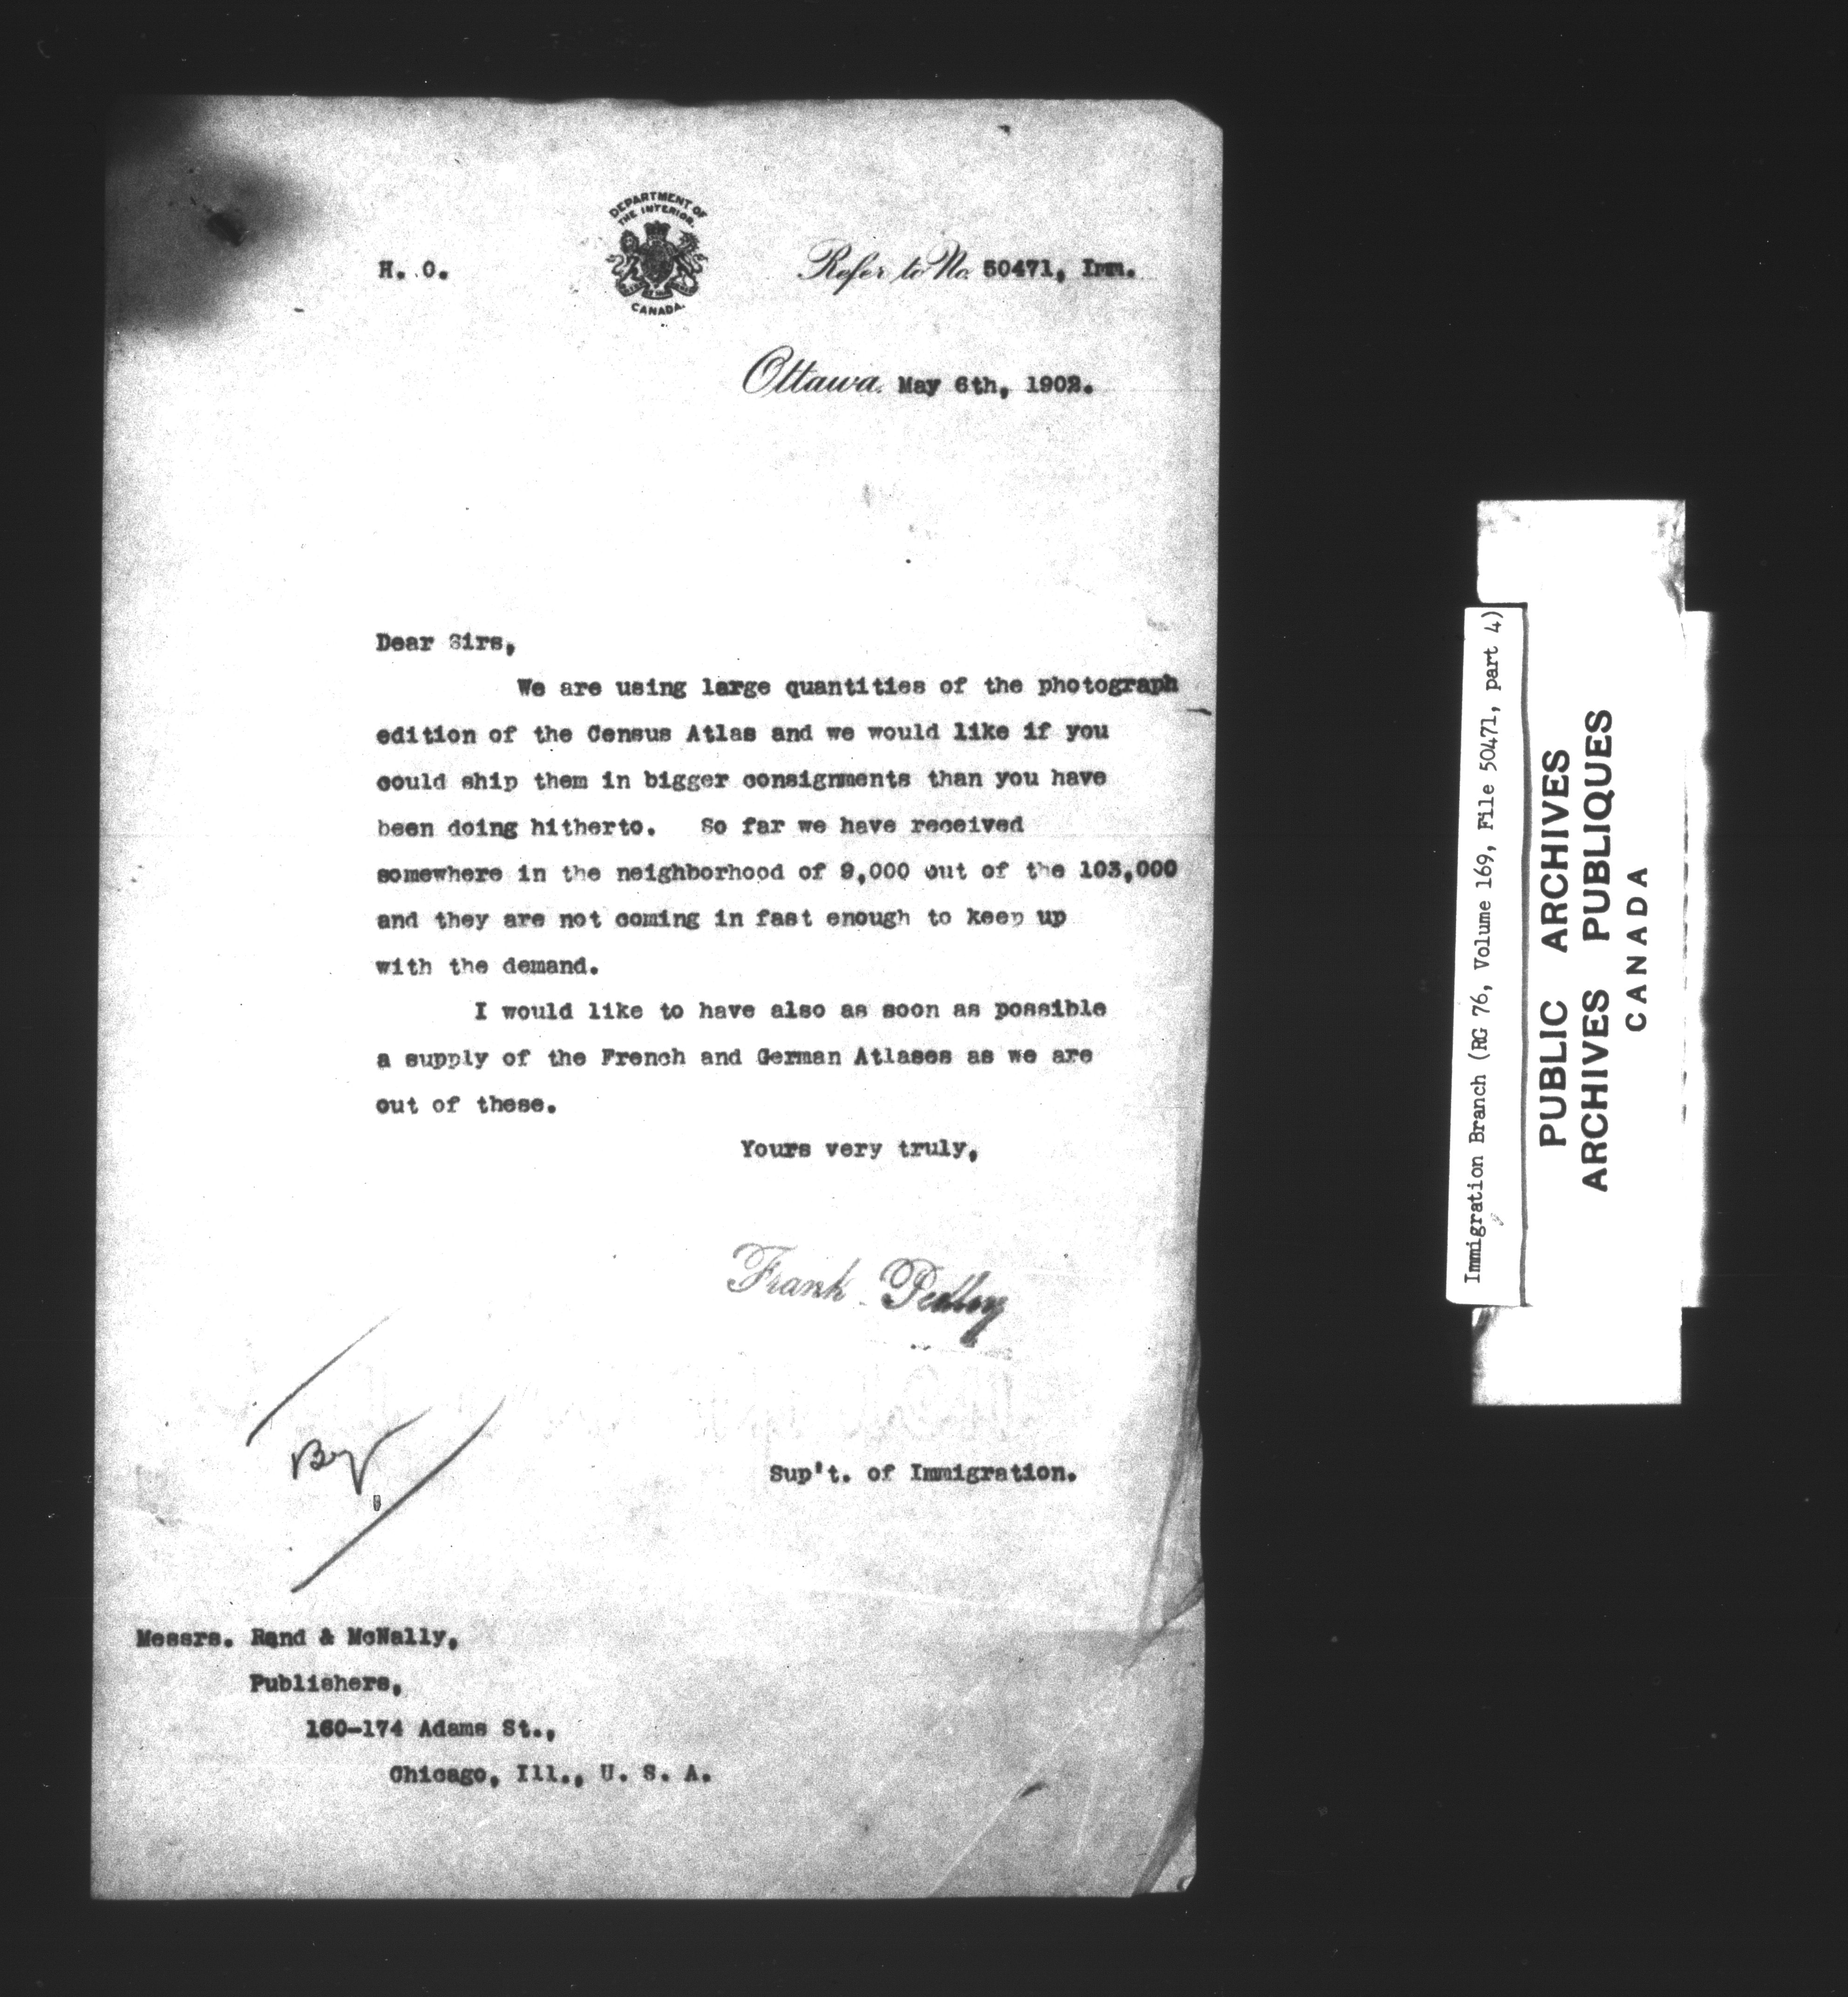 DEPARTMENT OF
THE INTERIOR.
CANADA.
H. O.
Refer to No. 50471, Imm.
Ottawa, May 6th, 1902.
Dear Sirs,
We are using large quantities of the photograph
edition of the Census Atlas and we would like if you
could ship them in bigger consignments than you have
been doing hitherto. So far we have received
somewhere in the neighborhood of 9,000 out of the 103,000
and they are not coming in fast enough to keep up
with the demand.
I would like to have also as soon as possible
a supply of the French and German Atlases as we are
out of these.
Yours very truly,
Frank Pedley
Sup't. of Immigration.
Messrs. Rand & McNally,
Publishers,
160-174 Adams St.,
Chicago, Ill., U. S. A.
Immigration Branch (RG 76, Volume 169, File 50471, part 4)
PUBLIC ARCHIVES
ARCHIVES PUBLIQUES
CANADA